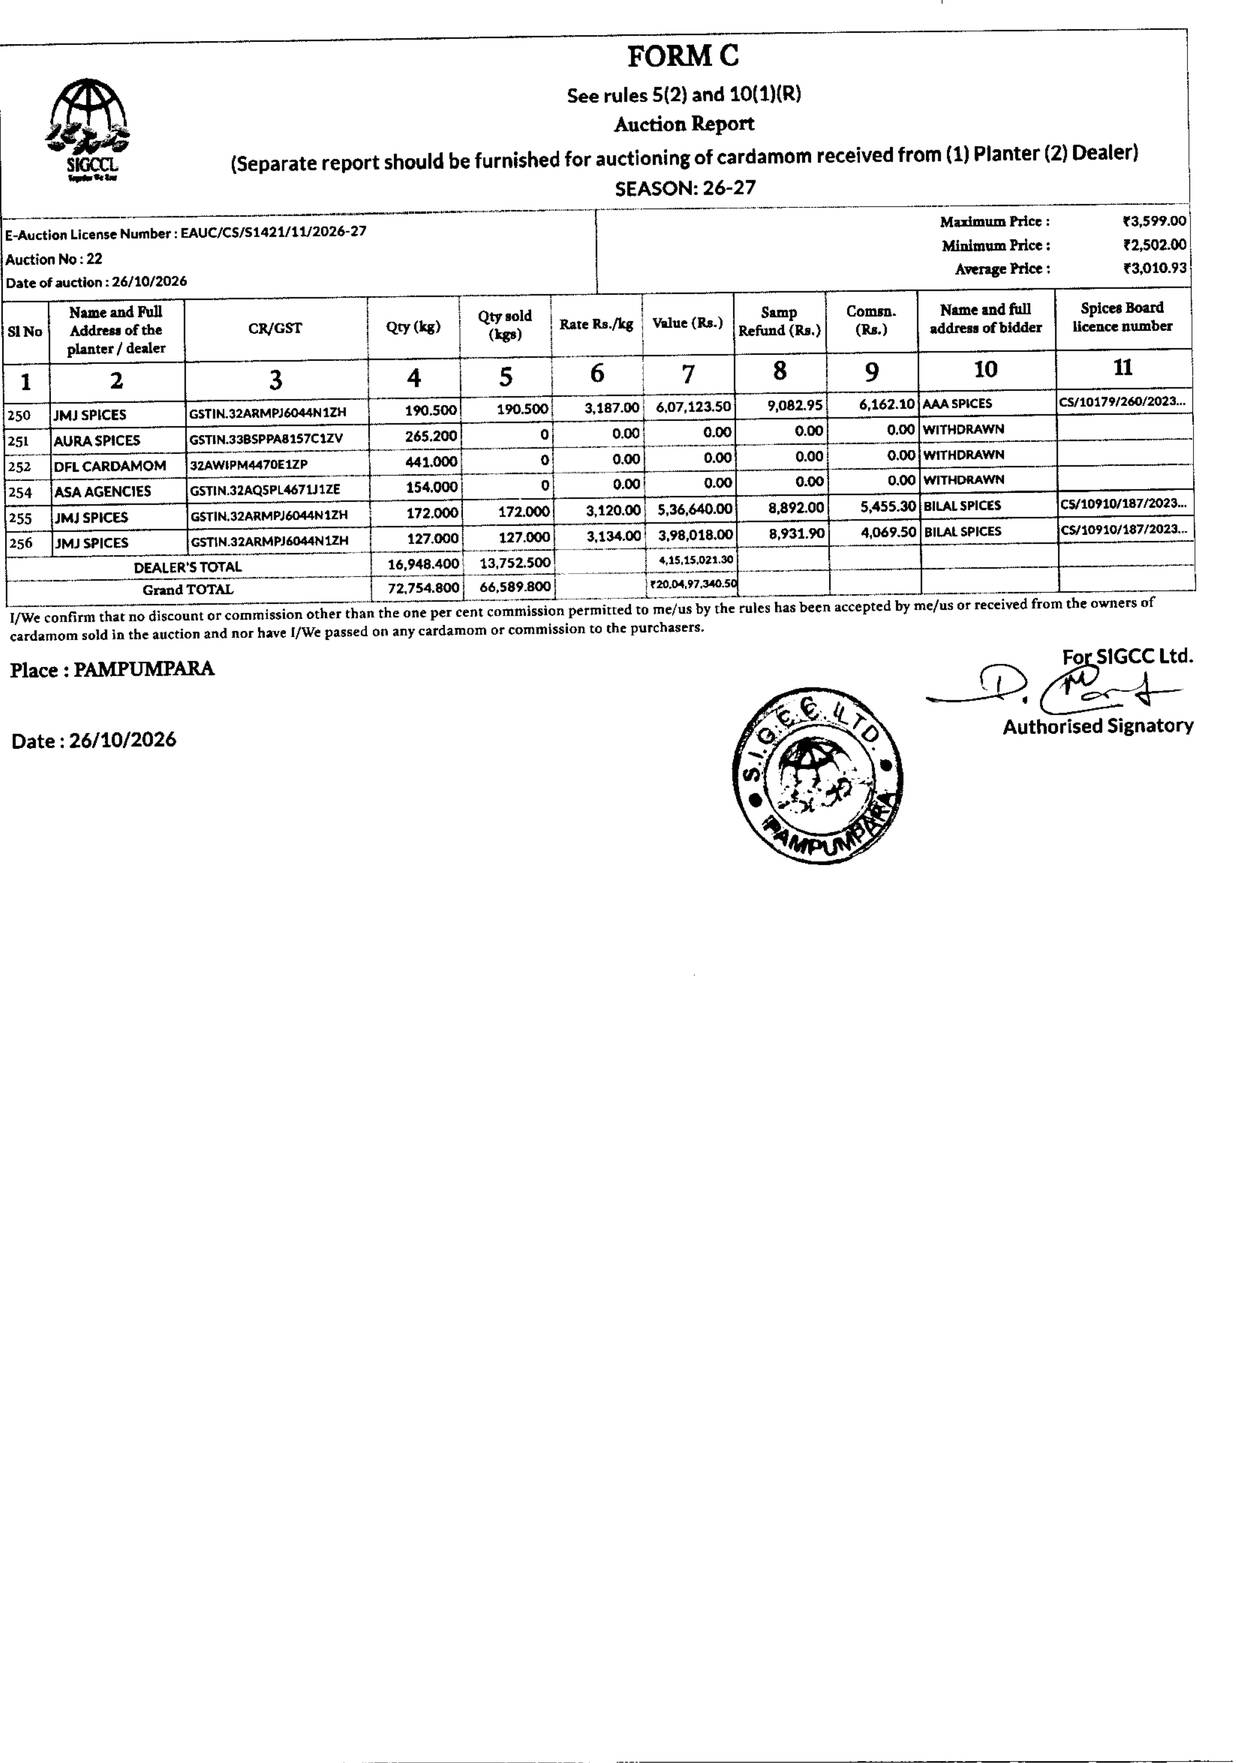 FORM C
See rules 5(2) and 10(1)(R)
Auction Report
(Separate report should be furnished for auctioning of cardamom received from (1) Planter (2) Dealer)
SEASON: 26-27
SIGCCL
Together We Grow
E-Auction License Number : EAUC/CS/S1421/11/2026-27
Auction No : 22
Date of auction : 26/10/2026
Maximum Price : ₹3,599.00
Minimum Price : ₹2,502.00
Average Price : ₹3,010.93
Sl No Name and Full Address of the planter / dealer CR/GST Qty (kg) Qty sold (kgs) Rate Rs./kg Value (Rs.) Samp Refund (Rs.) Comsn. (Rs.) Name and full address of bidder Spices Board licence number
1 2 3 4 5 6 7 8 9 10 11
250 JMJ SPICES GSTIN.32ARMPJ6044N1ZH 190.500 190.500 3,187.00 6,07,123.50 9,082.95 6,162.10 AAA SPICES CS/10179/260/2023...
251 AURA SPICES GSTIN.33BSPPA8157C1ZV 265.200 0 0.00 0.00 0.00 0.00 WITHDRAWN
252 DFL CARDAMOM 32AWIPM4470E1ZP 441.000 0 0.00 0.00 0.00 0.00 WITHDRAWN
254 ASA AGENCIES GSTIN.32AQSPL4671J1ZE 154.000 0 0.00 0.00 0.00 0.00 WITHDRAWN
255 JMJ SPICES GSTIN.32ARMPJ6044N1ZH 172.000 172.000 3,120.00 5,36,640.00 8,892.00 5,455.30 BILAL SPICES CS/10910/187/2023...
256 JMJ SPICES GSTIN.32ARMPJ6044N1ZH 127.000 127.000 3,134.00 3,98,018.00 8,931.90 4,069.50 BILAL SPICES CS/10910/187/2023...
DEALER'S TOTAL 16,948.400 13,752.500 4,15,15,021.30
Grand TOTAL 72,754.800 66,589.800 ₹20,04,97,340.50
I/We confirm that no discount or commission other than the one per cent commission permitted to me/us by the rules has been accepted by me/us or received from the owners of
cardamom sold in the auction and nor have I/We passed on any cardamom or commission to the purchasers.
Place : PAMPUMPARA
For SIGCC Ltd.
Authorised Signatory
Date : 26/10/2026
S.I.G.C.C. LTD.
PAMPUMPARA